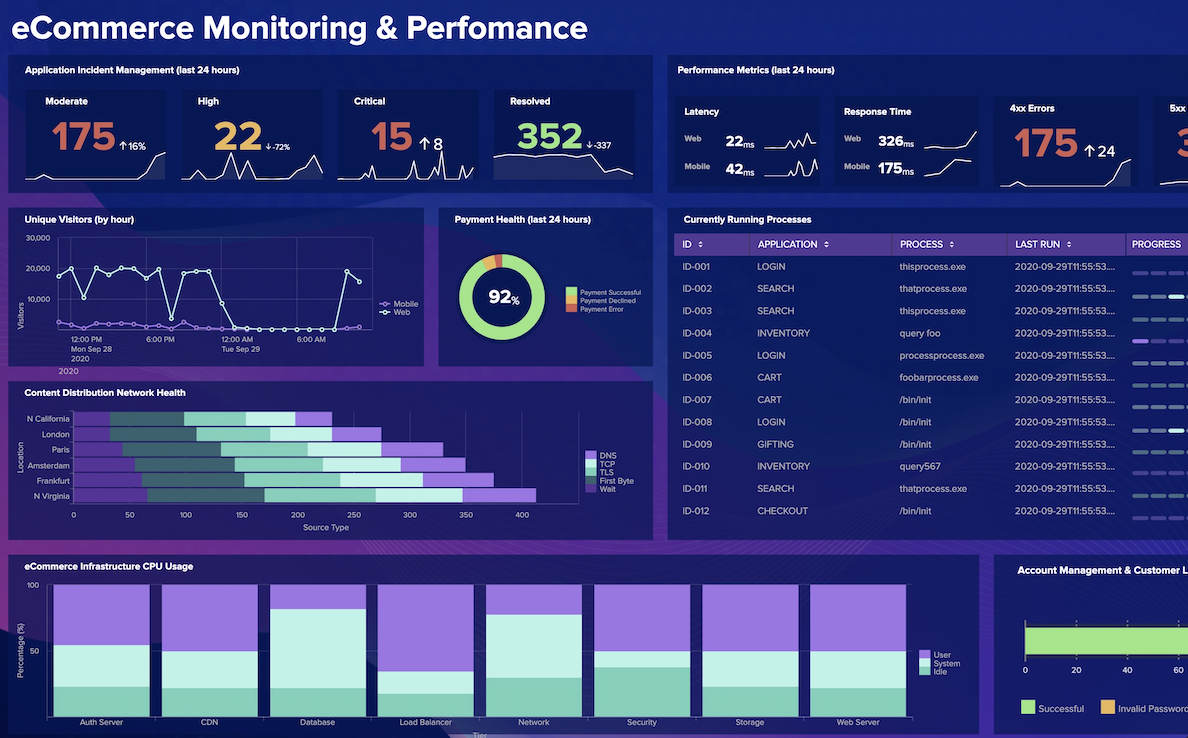 eCommerce Monitoring & Perfomance
Application Incident Management (last 24 hours)
Moderate
175 ↑16%
High
22 ↓-72%
Critical
15 ↑8
Resolved
352 ↓-337
Performance Metrics (last 24 hours)
Latency
Web 22ms
Mobile 42ms
Response Time
Web 326ms
Mobile 175ms
4xx Errors
175 ↑24
5xx
Unique Visitors (by hour)
30,000
20,000
10,000
Visitors
12:00 PM
Mon Sep 28
2020
6:00 PM
12:00 AM
Tue Sep 29
6:00 AM
2020
Mobile
Web
Payment Health (last 24 hours)
92%
Payment Successful
Payment Declined
Payment Error
Currently Running Processes
ID APPLICATION PROCESS LAST RUN PROGRESS
ID-001 LOGIN thisprocess.exe 2020-09-29T11:55:53....
ID-002 SEARCH thatprocess.exe 2020-09-29T11:55:53....
ID-003 SEARCH thisprocess.exe 2020-09-29T11:55:53....
ID-004 INVENTORY query foo 2020-09-29T11:55:53....
ID-005 LOGIN processprocess.exe 2020-09-29T11:55:53....
ID-006 CART foobarprocess.exe 2020-09-29T11:55:53....
ID-007 CART /bin/init 2020-09-29T11:55:53....
ID-008 LOGIN /bin/init 2020-09-29T11:55:53....
ID-009 GIFTING /bin/init 2020-09-29T11:55:53....
ID-010 INVENTORY query567 2020-09-29T11:55:53....
ID-011 SEARCH thatprocess.exe 2020-09-29T11:55:53....
ID-012 CHECKOUT /bin/init 2020-09-29T11:55:53....
Content Distribution Network Health
Location
N California
London
Paris
Amsterdam
Frankfurt
N Virginia
0 50 100 150 200 250 300 350 400
Source Type
DNS
TCP
TLS
First Byte
Wait
eCommerce Infrastructure CPU Usage
100
50
Percentage (%)
Auth Server CDN Database Load Balancer Network Security Storage Web Server
Tier
User
System
Idle
Account Management & Customer L
0 20 40 60
Successful Invalid Password